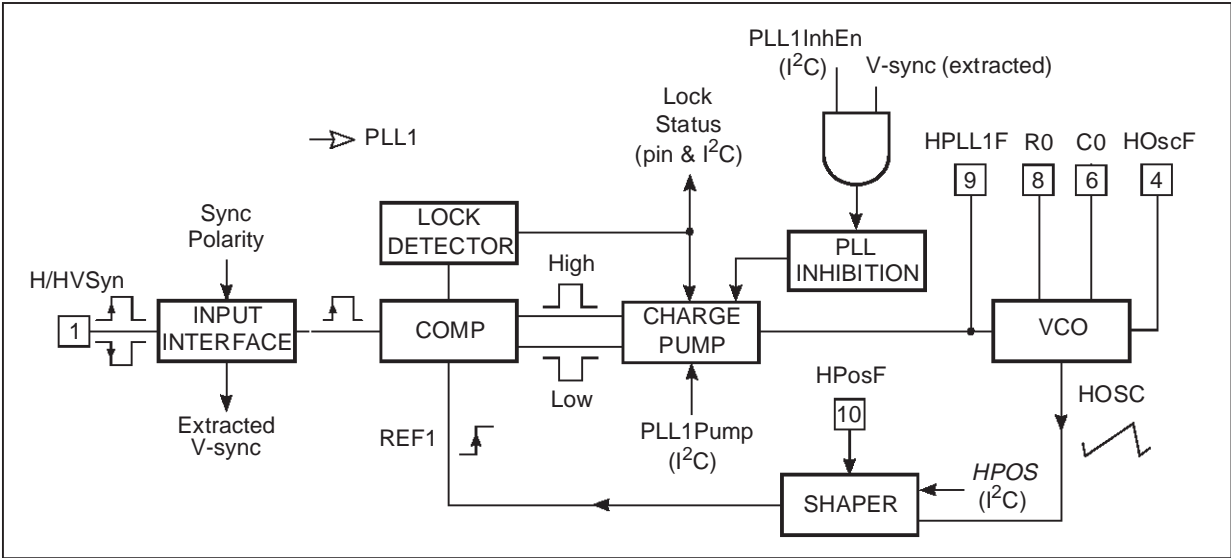 PLL1InhEn
(I²C)
V-sync (extracted)
Lock
Status
(pin & I²C)
PLL1
HPLL1F
R0
C0
HOscF
9
8
6
4
Sync
Polarity
LOCK
DETECTOR
PLL
INHIBITION
H/HVSyn
High
1
INPUT
INTERFACE
COMP
CHARGE
PUMP
VCO
Low
HPosF
HOSC
Extracted
V-sync
REF1
10
PLL1Pump
(I²C)
SHAPER
HPOS
(I²C)